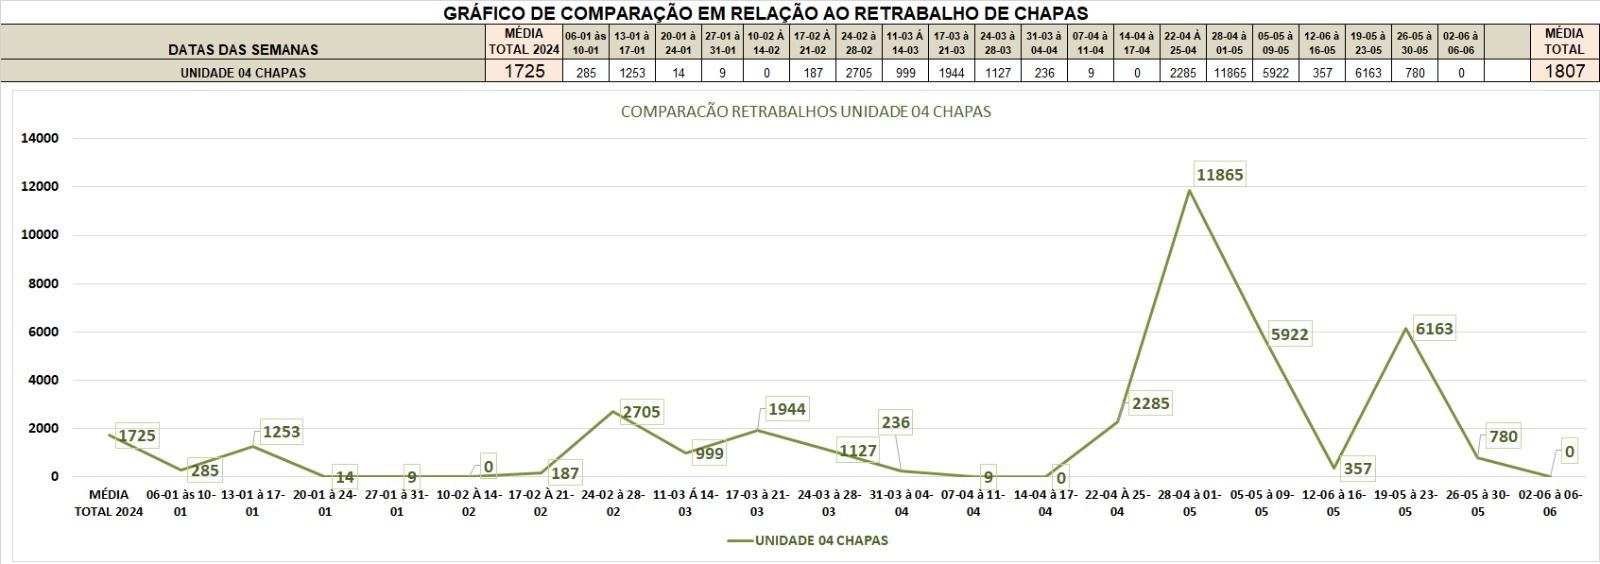 GRÁFICO DE COMPARAÇÃO EM RELAÇÃO AO RETRABALHO DE CHAPAS
DATAS DAS SEMANAS MÉDIA TOTAL 2024 06-01 às 10-01 13-01 à 17-01 20-01 à 24-01 27-01 à 31-01 10-02 À 14-02 17-02 À 21-02 24-02 à 28-02 11-03 Á 14-03 17-03 à 21-03 24-03 à 28-03 31-03 à 04-04 07-04 à 11-04 14-04 à 17-04 22-04 À 25-04 28-04 à 01-05 05-05 à 09-05 12-06 à 16-05 19-05 à 23-05 26-05 à 30-05 02-06 à 06-06 MÉDIA TOTAL
UNIDADE 04 CHAPAS 1725 285 1253 14 9 0 187 2705 999 1944 1127 236 9 0 2285 11865 5922 357 6163 780 0 1807
COMPARACÃO RETRABALHOS UNIDADE 04 CHAPAS
14000
12000
10000
8000
6000
4000
2000
0
1725 285 1253 14 9 0 187 2705 999 1944 1127 236 9 0 2285 11865 5922 357 6163 780 0
MÉDIA 06-01 às 10- 13-01 à 17- 20-01 à 24- 27-01 à 31- 10-02 À 14- 17-02 À 21- 24-02 à 28- 11-03 Á 14- 17-03 à 21- 24-03 à 28- 31-03 à 04- 07-04 à 11- 14-04 à 17- 22-04 À 25- 28-04 à 01- 05-05 à 09- 12-06 à 16- 19-05 à 23- 26-05 à 30- 02-06 à 06-
TOTAL 2024 01 01 01 01 02 02 02 03 03 03 04 04 04 04 05 05 05 05 05 06
UNIDADE 04 CHAPAS